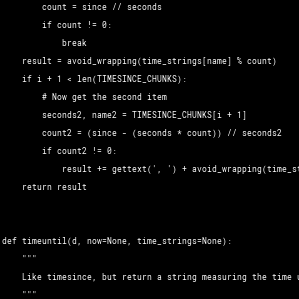 count = since // seconds
if count != 0:
break
result = avoid_wrapping(time_strings[name] % count)
if i + 1 < len(TIMESINCE_CHUNKS):
# Now get the second item
seconds2, name2 = TIMESINCE_CHUNKS[i + 1]
count2 = (since - (seconds * count)) // seconds2
if count2 != 0:
result += gettext(', ') + avoid_wrapping(time_st
return result
def timeuntil(d, now=None, time_strings=None):
"""
Like timesince, but return a string measuring the time u
"""